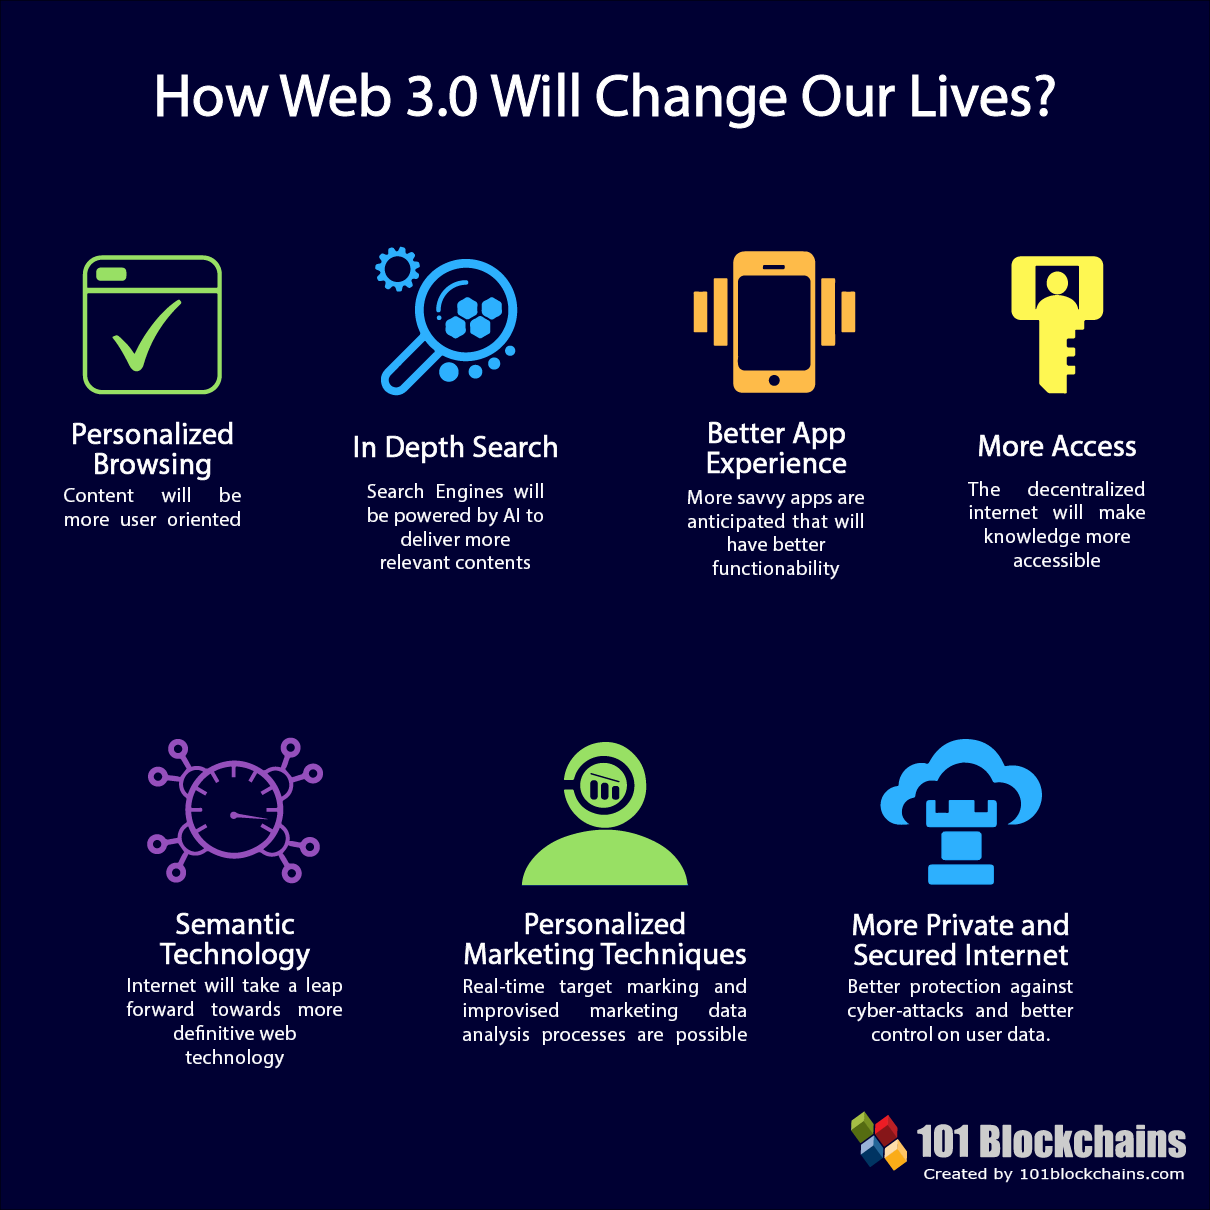 How Web 3.0 Will Change Our Lives?
Personalized
Browsing
Content will be
more user oriented
In Depth Search
Search Engines will
be powered by AI to
deliver more
relevant contents
Better App
Experience
More savvy apps are
anticipated that will
have better
functionability
More Access
The decentralized
internet will make
knowledge more
accessible
Semantic
Technology
Internet will take a leap
forward towards more
definitive web
technology
Personalized
Marketing Techniques
Real-time target marking and
improvised marketing data
analysis processes are possible
More Private and
Secured Internet
Better protection against
cyber-attacks and better
control on user data.
101 Blockchains
Created by 101blockchains.com